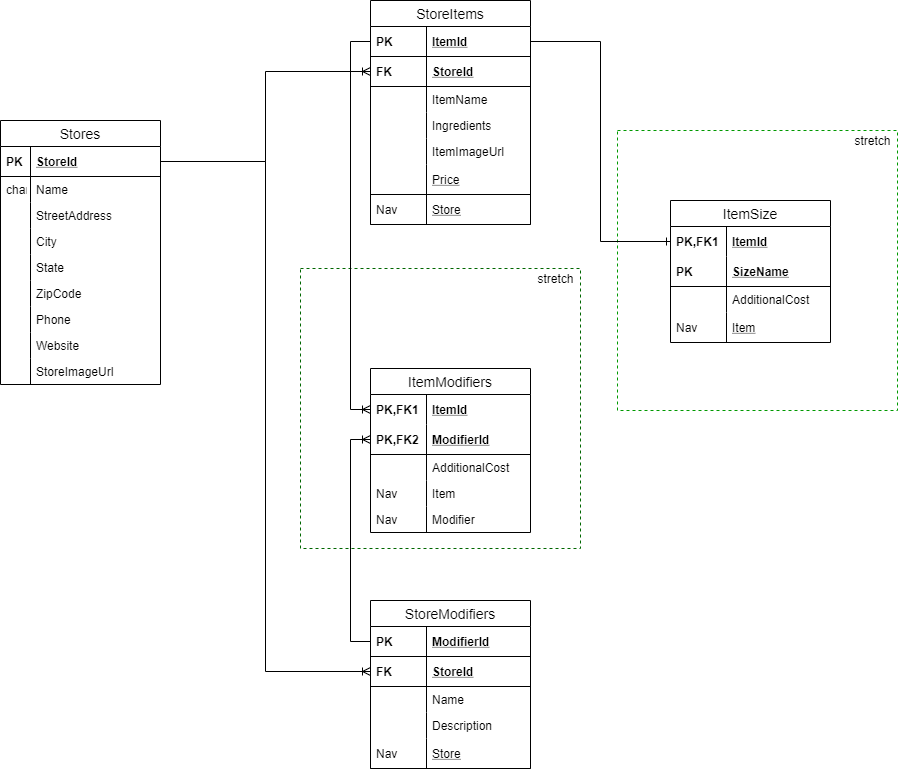 StoreItems
PK ItemId
FK StoreId
ItemName
Ingredients
ItemImageUrl
Price
Nav Store
Stores
PK StoreId
Name
StreetAddress
City
State
ZipCode
Phone
Website
StoreImageUrl
stretch
ItemSize
PK,FK1 ItemId
PK SizeName
AdditionalCost
Nav Item
stretch
ItemModifiers
PK,FK1 ItemId
PK,FK2 ModifierId
AdditionalCost
Nav Item
Nav Modifier
StoreModifiers
PK ModifierId
FK StoreId
Name
Description
Nav Store